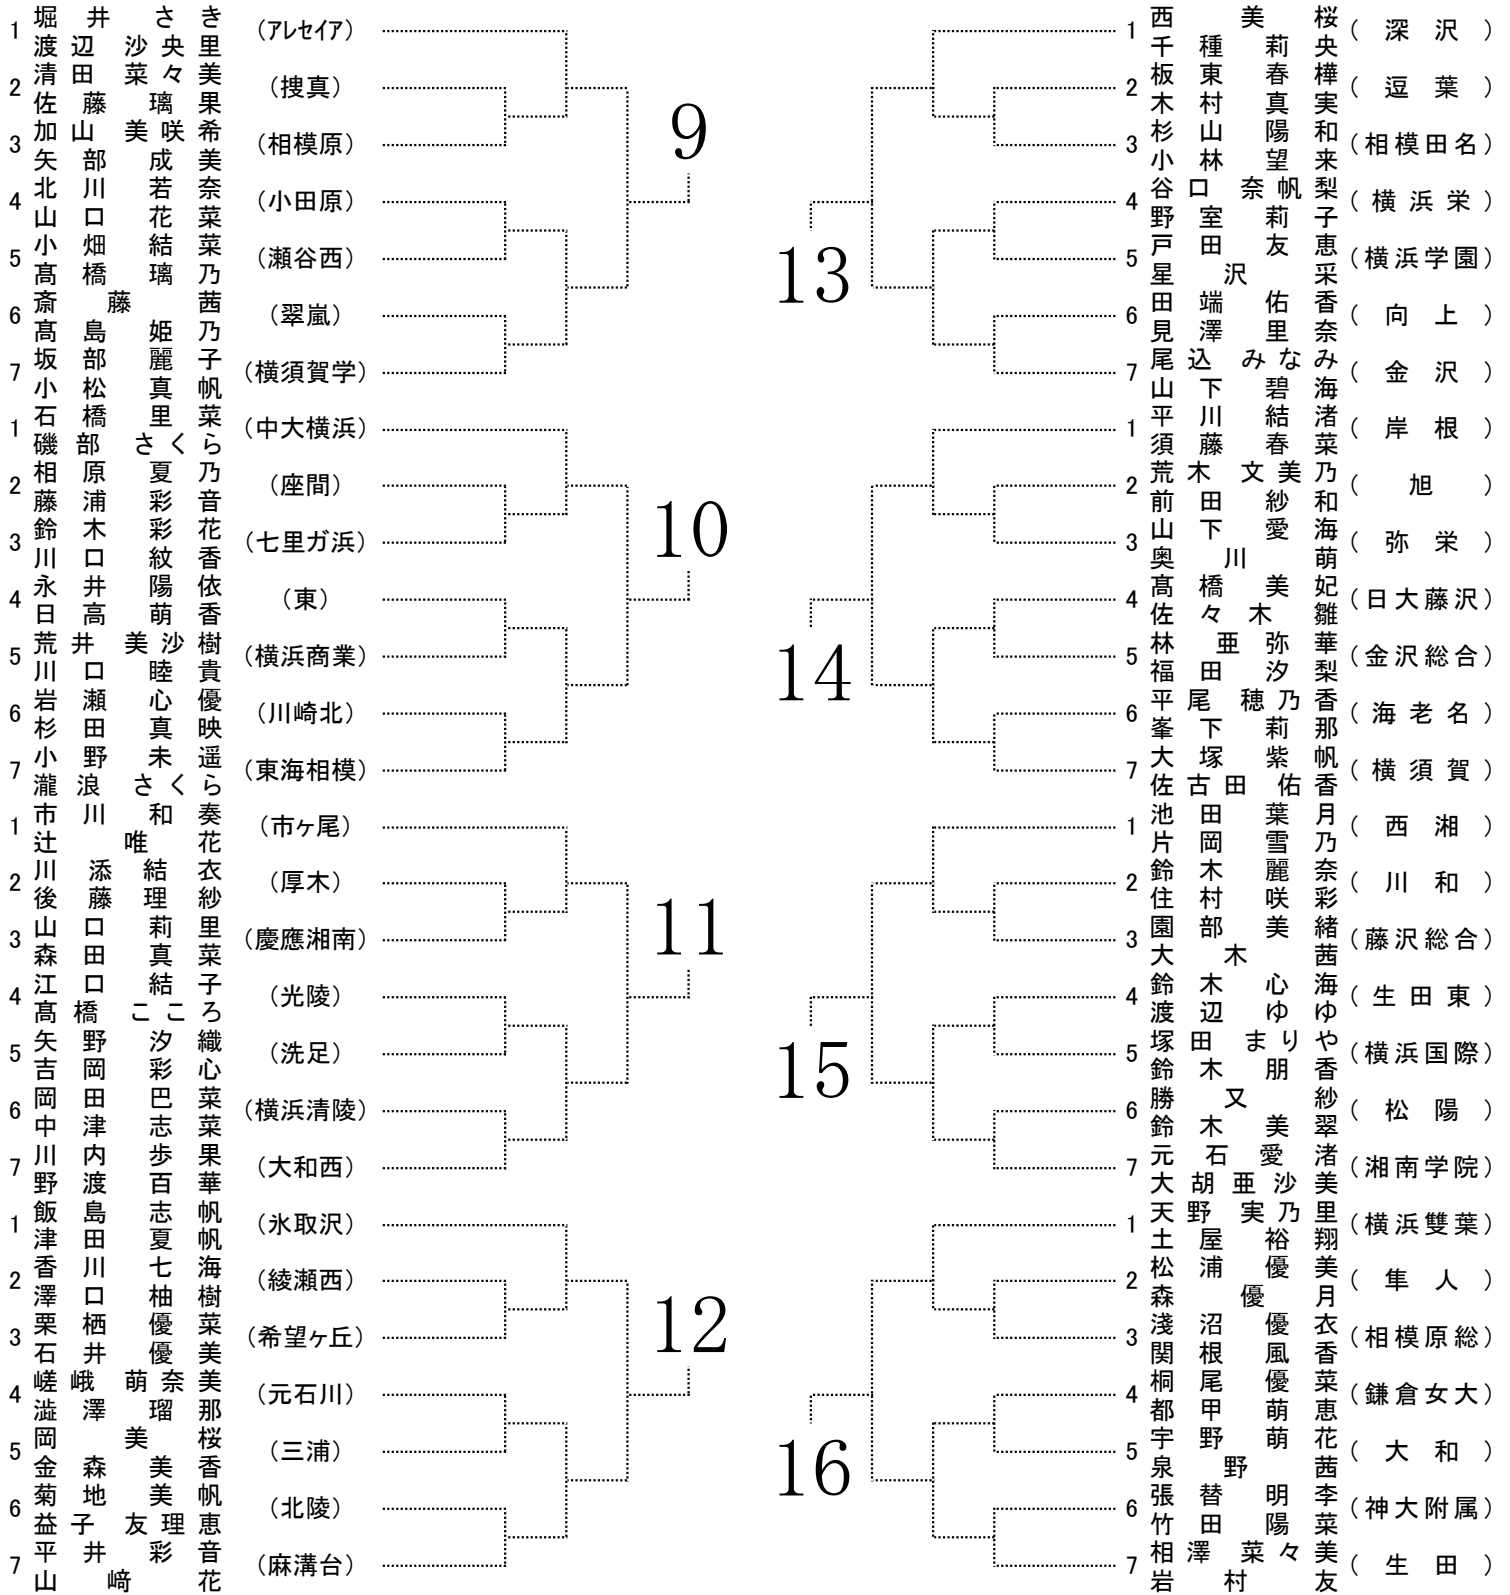 1 堀井 さき (アレセイア)
渡辺 沙央里
2 清田 菜々美 (捜真)
佐藤 璃果
3 加山 美咲希 (相模原)
矢部 成美
4 北川 若奈 (小田原)
山口 花菜
5 小畑 結菜 (瀬谷西)
髙橋 璃乃
6 斎藤 茜 (翠嵐)
髙島 姫乃
7 坂部 麗子 (横須賀学)
小松 真帆
9
1 石橋 里菜 (中大横浜)
磯部 さくら
2 相原 夏乃 (座間)
藤浦 彩音
3 鈴木 彩花 (七里ガ浜)
川口 紋香
4 永井 陽依 (東)
日高 萌香
5 荒井 美沙樹 (横浜商業)
川口 睦貴
6 岩瀬 心優 (川崎北)
杉田 真映
7 小野 未遥 (東海相模)
瀧浪 さくら
10
1 市川 和奏 (市ヶ尾)
辻 唯花
2 川添 結衣 (厚木)
後藤 理紗
3 山口 莉里 (慶應湘南)
森田 真菜
4 江口 結子 (光陵)
髙橋 こころ
5 矢野 汐織 (洗足)
吉岡 彩心
6 岡田 巴菜 (横浜清陵)
中津 志菜
7 川内 歩果 (大和西)
野渡 百華
11
1 飯島 志帆 (氷取沢)
津田 夏帆
2 香川 七海 (綾瀬西)
澤口 柚樹
3 栗栖 優菜 (希望ヶ丘)
石井 優美
4 嵯峨 萌奈美 (元石川)
澁澤 瑠那
5 岡 美桜 (三浦)
金森 美香
6 菊地 美帆 (北陵)
益子 友理恵
7 平井 彩音 (麻溝台)
山﨑 花
12
1 西 美桜 (深沢)
千種 莉央
2 板東 春樺 (逗葉)
木村 真実
3 杉山 陽和 (相模田名)
小林 望来
4 谷口 奈帆梨 (横浜栄)
野室 莉子
5 戸田 友恵 (横浜学園)
星沢 采
6 田端 佑香 (向上)
見澤 里奈
7 尾込 みなみ (金沢)
山下 碧海
13
1 平川 結渚 (岸根)
須藤 春菜
2 荒木 文美乃 (旭)
前田 紗和
3 山下 愛海 (弥栄)
奥川 萌
4 髙橋 美妃 (日大藤沢)
佐々木 雛
5 林 亜弥華 (金沢総合)
福田 汐梨
6 平尾 穂乃香 (海老名)
峯下 莉那
7 大塚 紫帆 (横須賀)
佐古田 佑香
14
1 池田 葉月 (西湘)
片岡 雪乃
2 鈴木 麗奈 (川和)
住村 咲彩
3 園部 美緒 (藤沢総合)
大木 茜
4 鈴木 心海 (生田東)
渡辺 ゆゆ
5 塚田 まりや (横浜国際)
鈴木 朋香
6 勝又 紗 (松陽)
鈴木 美翠
7 元石 愛渚 (湘南学院)
大胡 亜沙美
15
1 天野 実乃里 (横浜雙葉)
土屋 裕翔
2 松浦 優美 (隼人)
森 優月
3 淺沼 優衣 (相模原総)
関根 風香
4 桐尾 優菜 (鎌倉女大)
都甲 萌恵
5 宇野 萌花 (大和)
泉野 茜
6 張替 明李 (神大附属)
竹田 陽菜
7 相澤 菜々美 (生田)
岩村 友
16